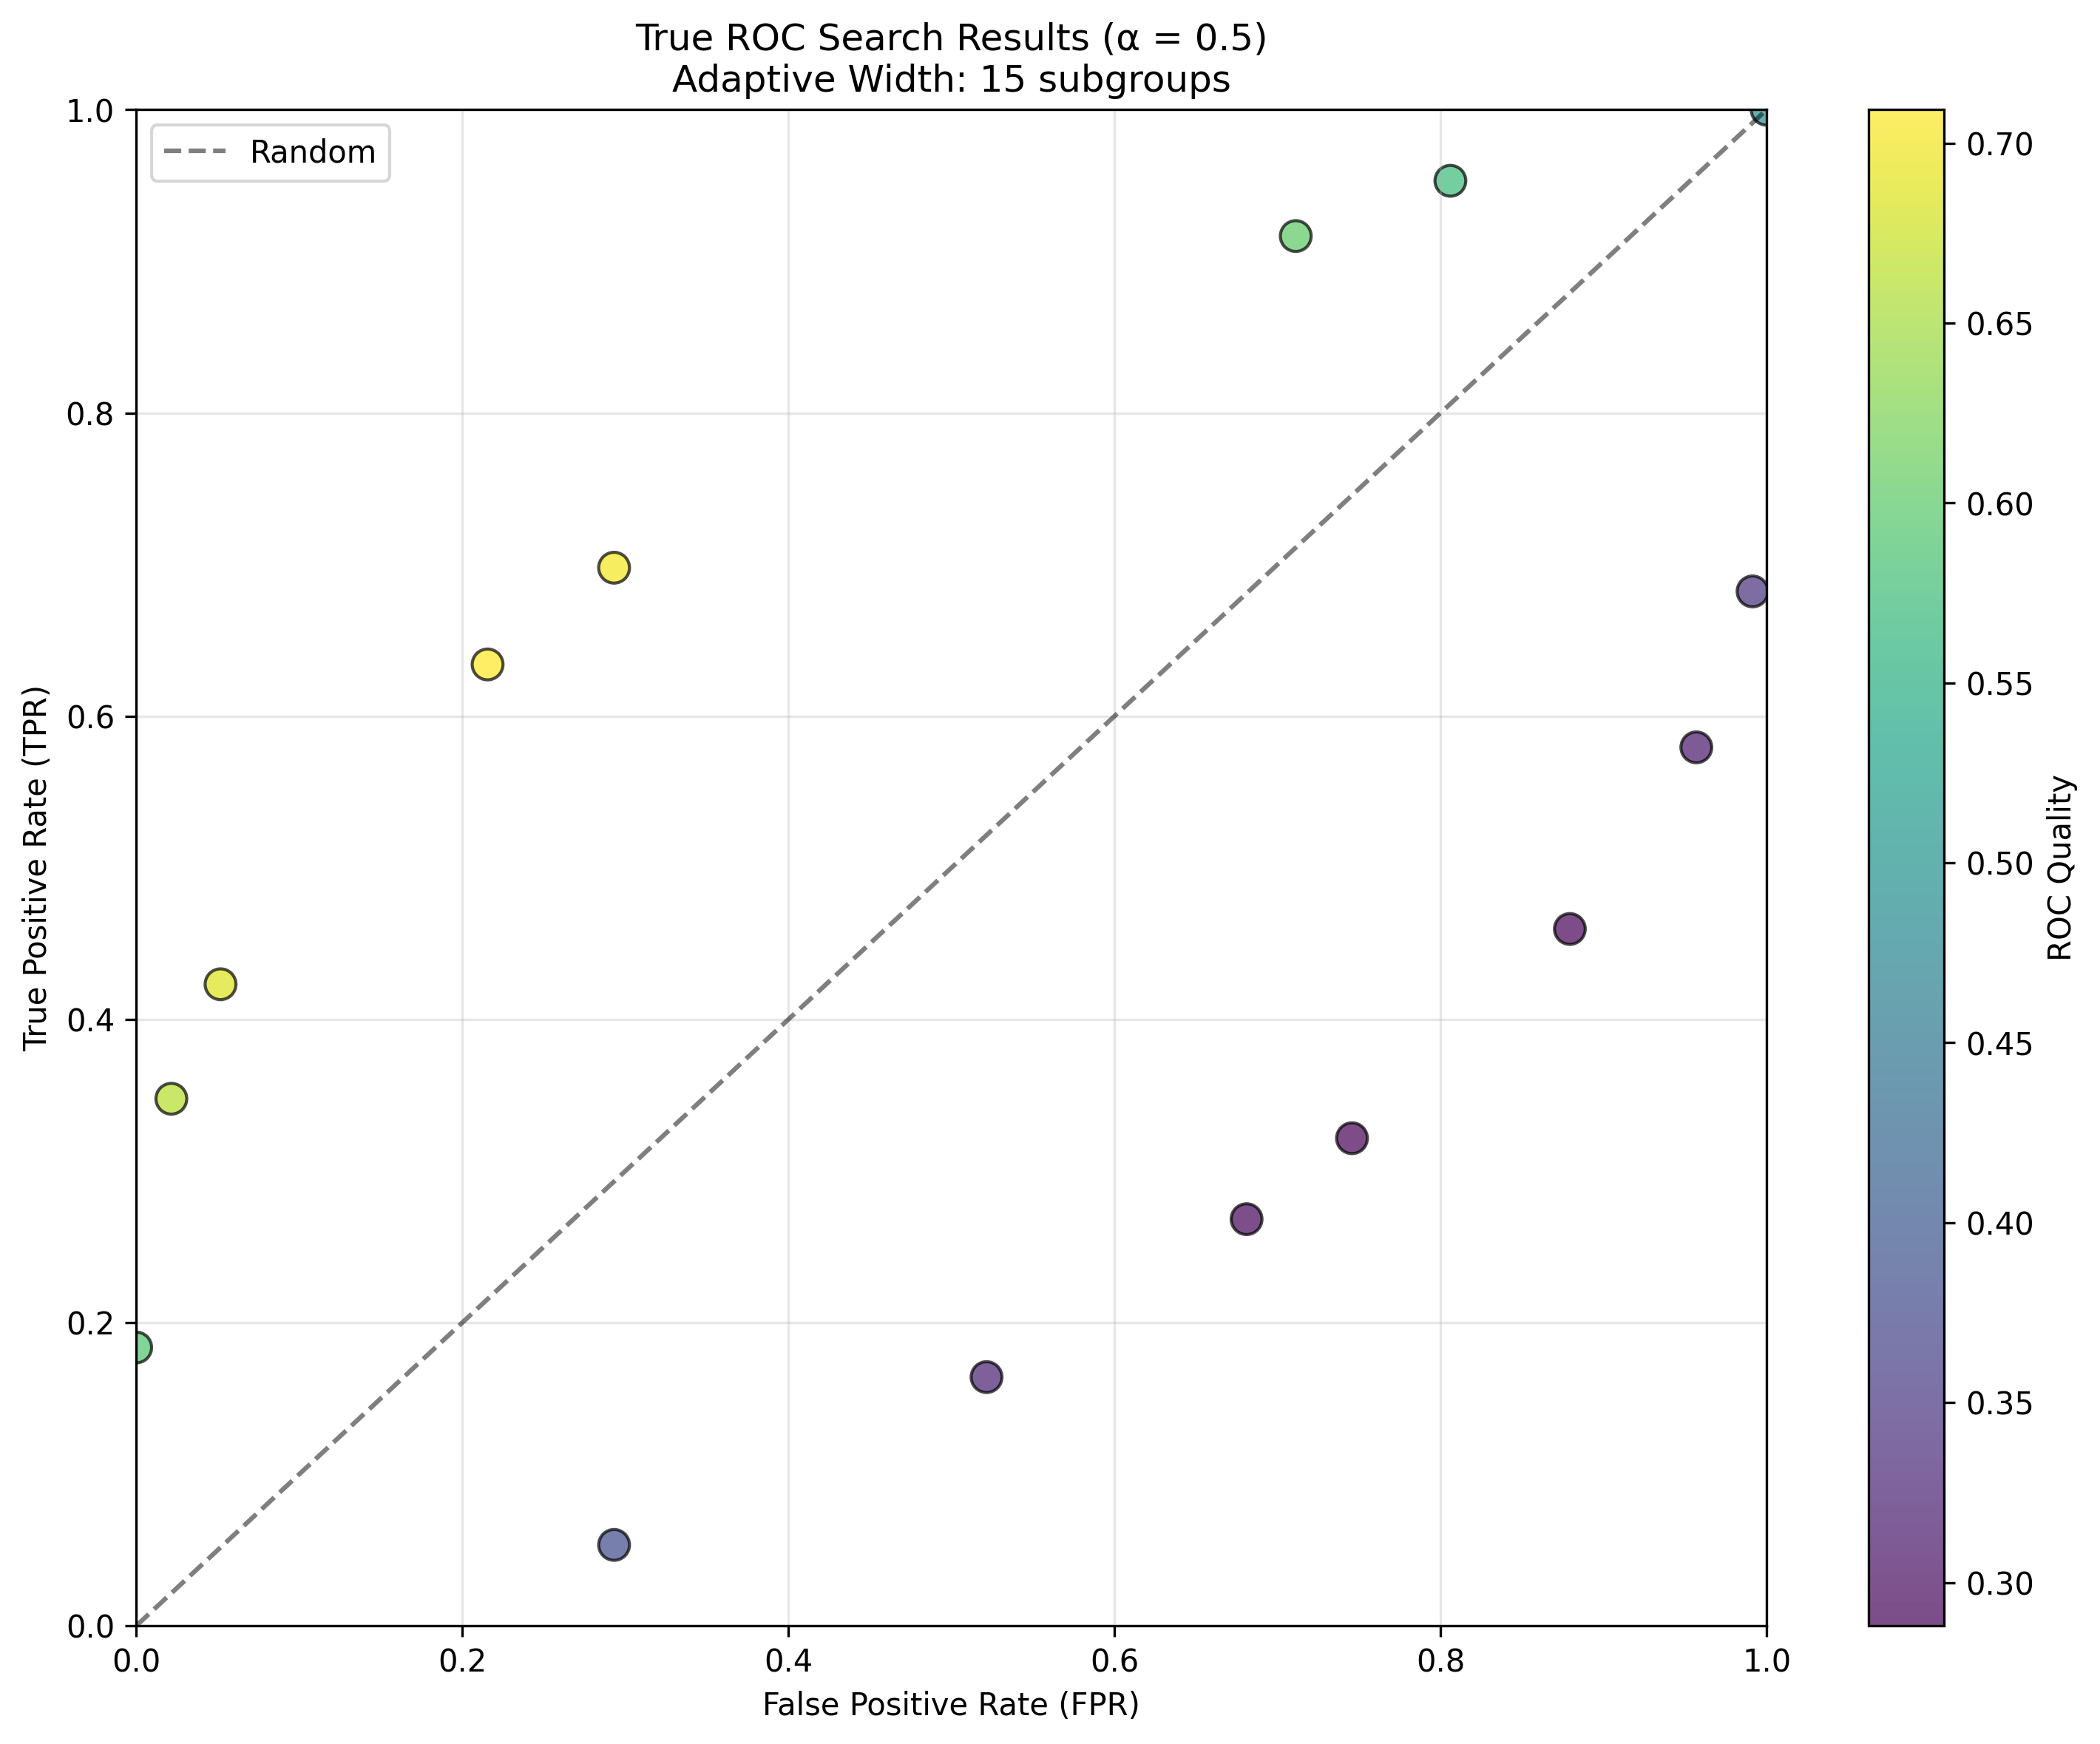 True ROC Search Results (α = 0.5)
Adaptive Width: 15 subgroups
Random
True Positive Rate (TPR)
1.0
0.8
0.6
0.4
0.2
0.0
0.0 0.2 0.4 0.6 0.8 1.0
False Positive Rate (FPR)
0.70
0.65
0.60
0.55
0.50
0.45
0.40
0.35
0.30
ROC Quality